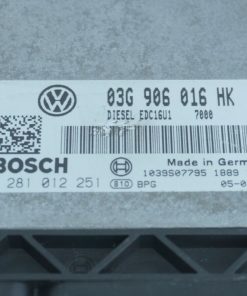 03G 906 016 HK
DIESEL EDC16U1 7000
BOSCH
Made in Germ
281 012 251
1039S07795 1889
BPG 05-0